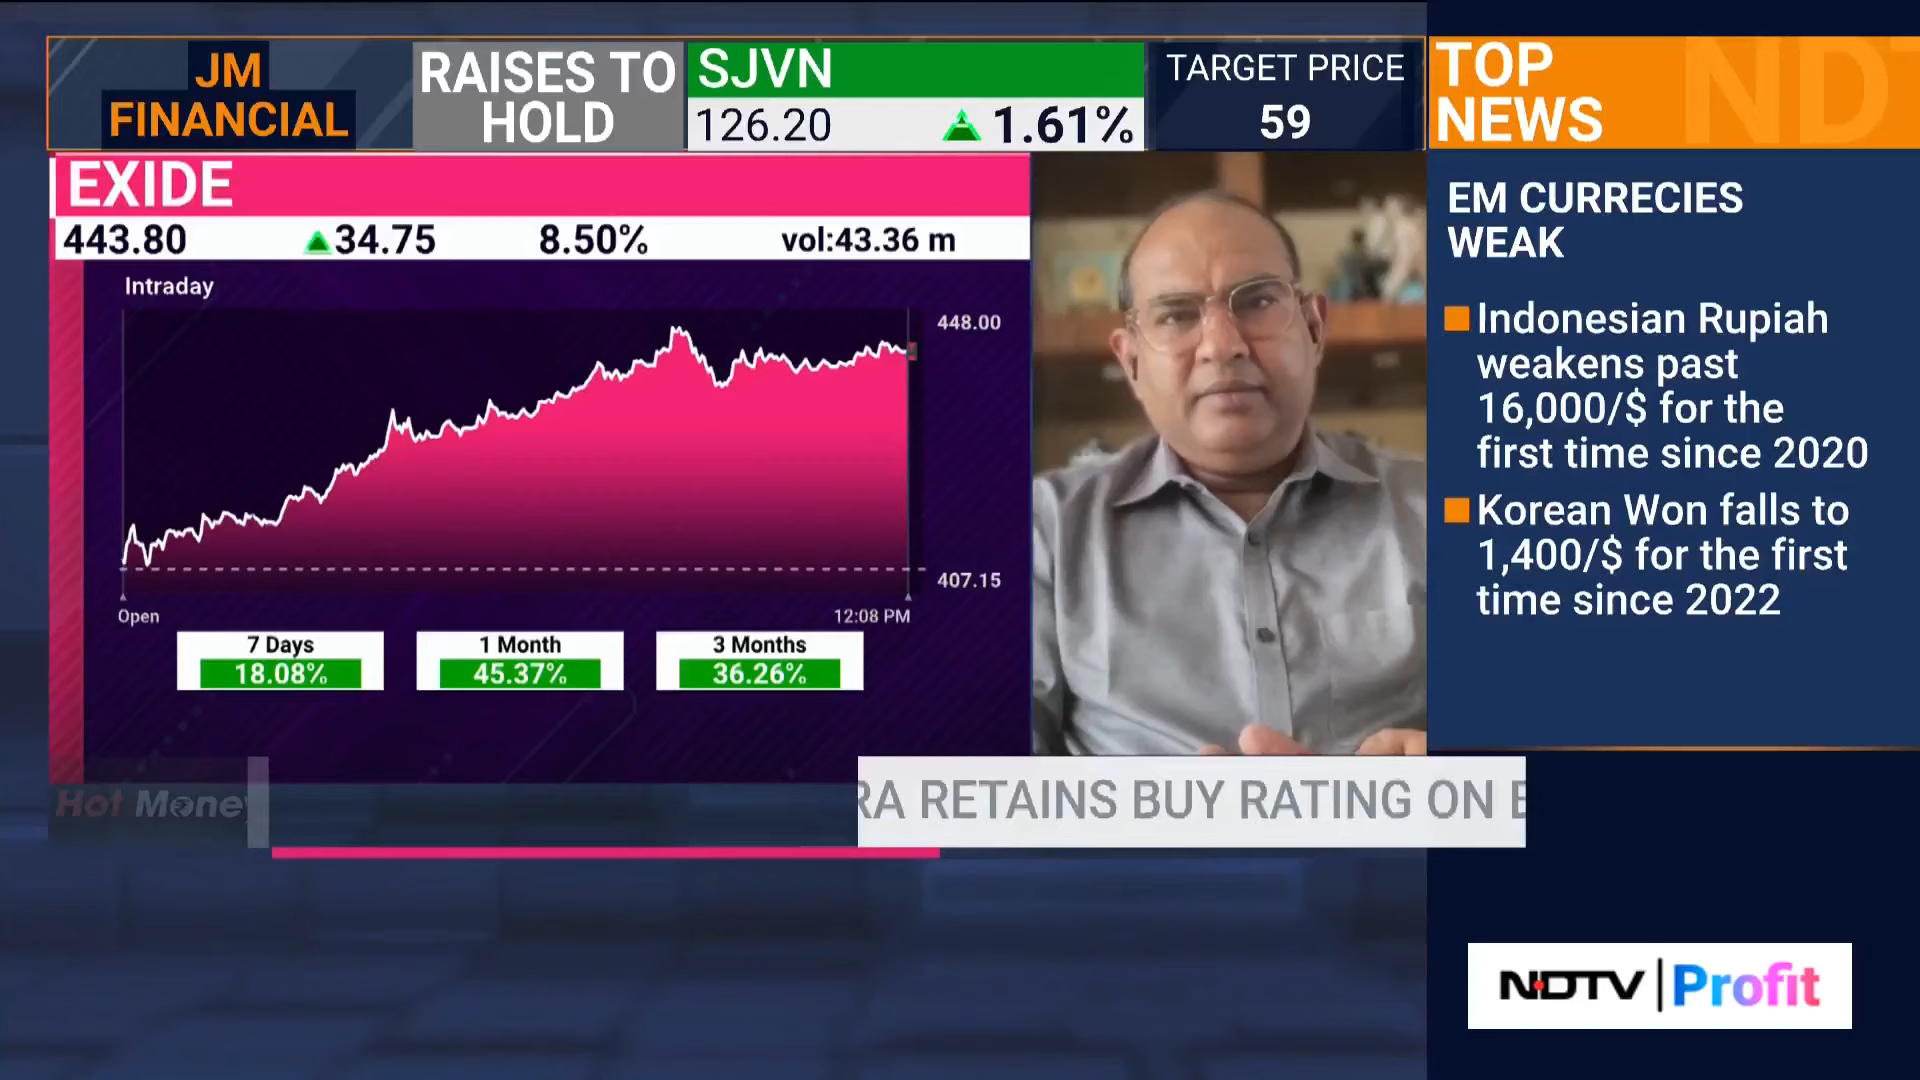 JM
FINANCIAL
RAISES TO
HOLD
SJVN
126.20
1.61%
TARGET PRICE
59
TOP
NEWS
EXIDE
443.80
34.75
8.50%
vol:43.36 m
Intraday
448.00
407.15
Open
12:08 PM
7 Days
18.08%
1 Month
45.37%
3 Months
36.26%
EM CURRECIES
WEAK
Indonesian Rupiah
weakens past
16,000/$ for the
first time since 2020
Korean Won falls to
1,400/$ for the first
time since 2022
Hot Money
RA RETAINS BUY RATING ON
NDTV Profit